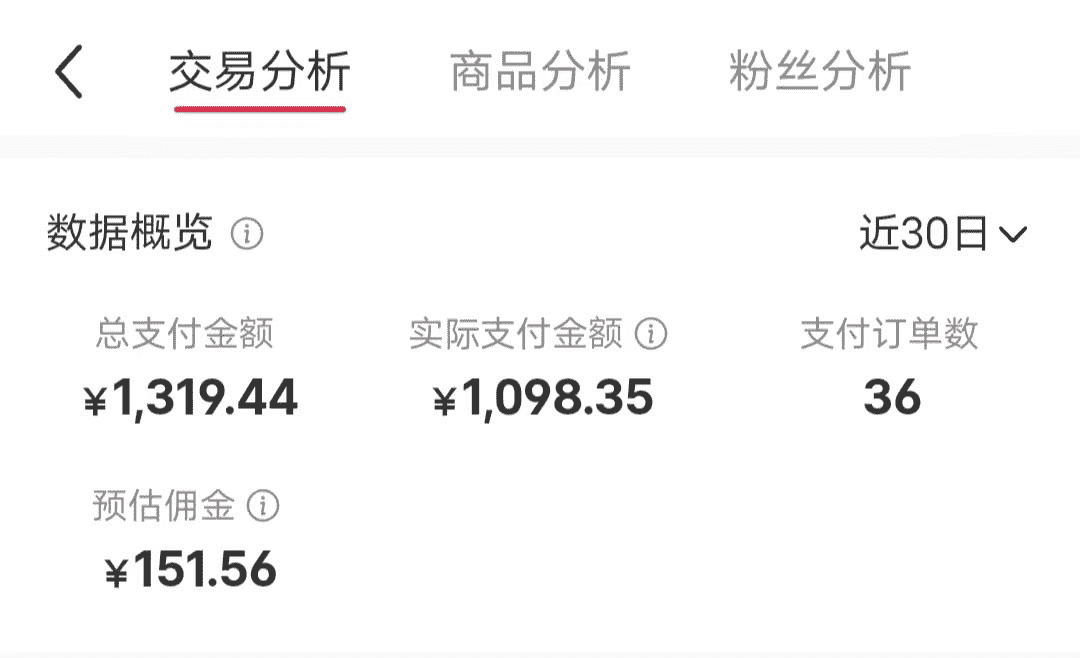 交易分析 商品分析 粉丝分析
数据概览 近30日
总支付金额 实际支付金额 支付订单数
¥1,319.44 ¥1,098.35 36
预估佣金
¥151.56